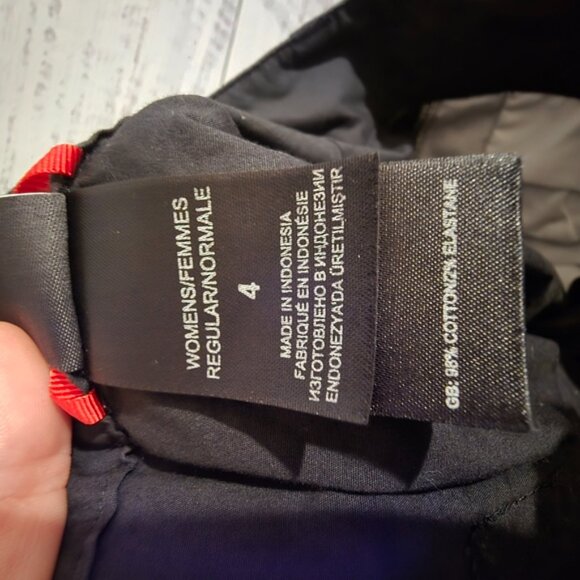 WOMENS/FEMMES
REGULAR/NORMALE
4
MADE IN INDONESIA
FABRIQUÉ EN INDONÉSIE
ИЗГОТОВЛЕНО В ИНДОНЕЗИИ
ENDONEZYA'DA ÜRETILMIŞTIR
GB: 98% COTTON/2% ELASTANE